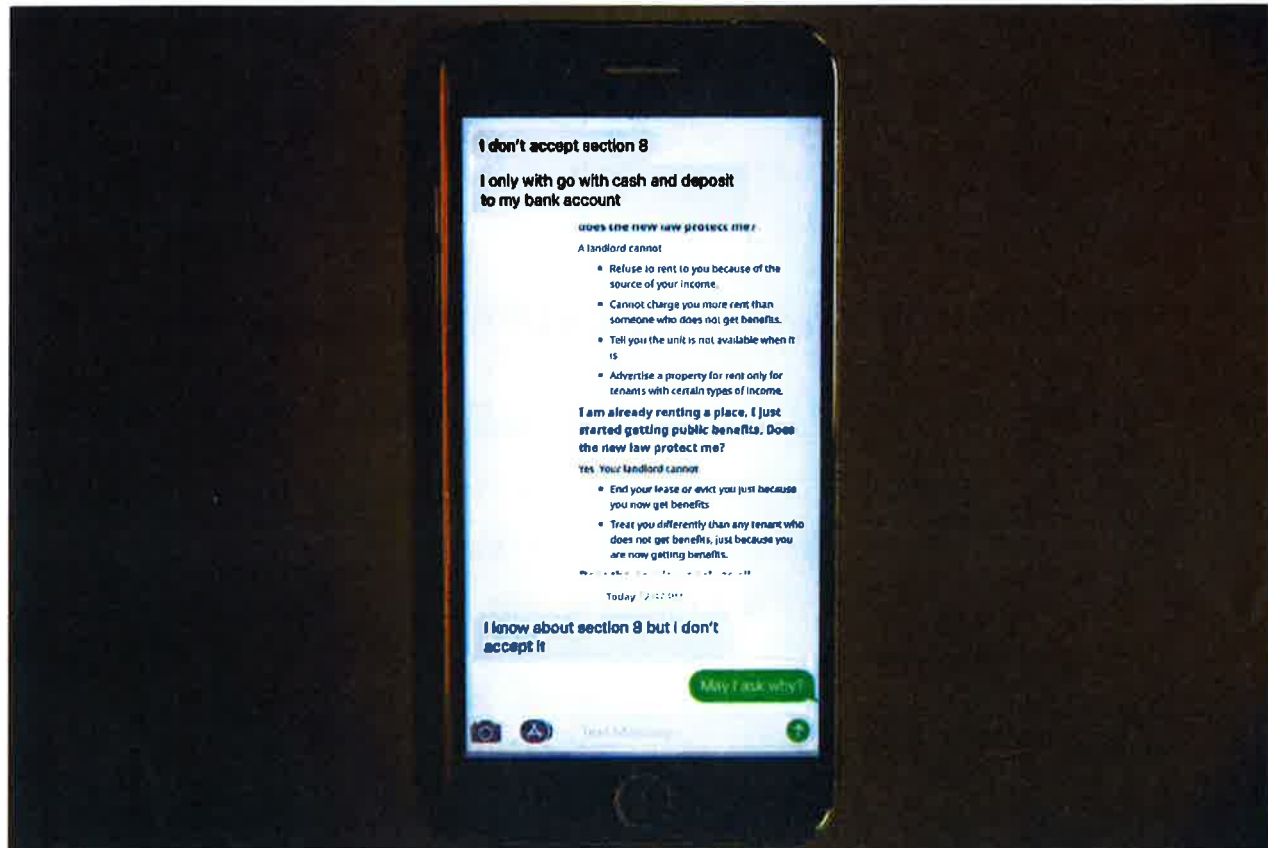 I don't accept section 8
I only with go with cash and deposit
to my bank account
does the new law protect me?
A landlord cannot
• Refuse to rent to you because of the
source of your income.
• Cannot charge you more rent than
someone who does not get benefits.
• Tell you the unit is not available when it
is
• Advertise a property for rent only for
tenants with certain types of income.
I am already renting a place, I just
started getting public benefits. Does
the new law protect me?
Yes Your landlord cannot
• End your lease or evict you just because
you now get benefits
• Treat you differently than any tenant who
does not get benefits, just because you
are now getting benefits.
Today
I know about section 8 but i don't
accept it
May I ask why?
Text Message